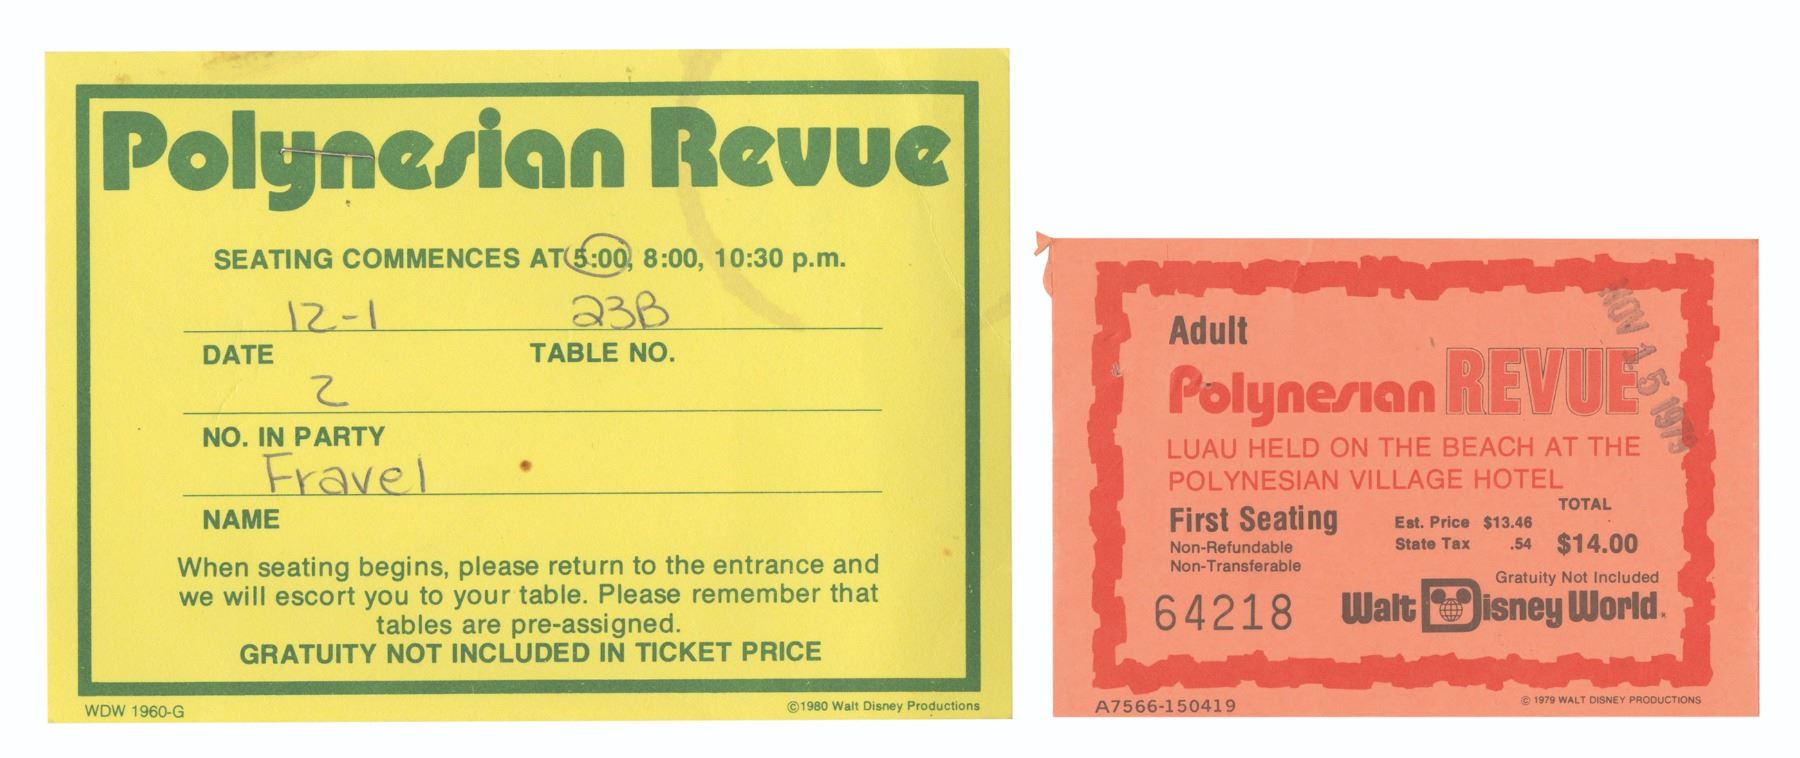 Polynesian Revue
SEATING COMMENCES AT 5:00, 8:00, 10:30 p.m.
12-1 23B
DATE TABLE NO.
2
NO. IN PARTY
Fravel
NAME
When seating begins, please return to the entrance and
we will escort you to your table. Please remember that
tables are pre-assigned.
GRATUITY NOT INCLUDED IN TICKET PRICE
WDW 1960-G ©1980 Walt Disney Productions
NOV 15 1979
Adult
Polynesian REVUE
LUAU HELD ON THE BEACH AT THE
POLYNESIAN VILLAGE HOTEL
First Seating
Non-Refundable
Non-Transferable
Est. Price $13.46
State Tax .54
TOTAL
$14.00
Gratuity Not Included
64218 Walt Disney World
A7566-150419 © 1979 WALT DISNEY PRODUCTIONS